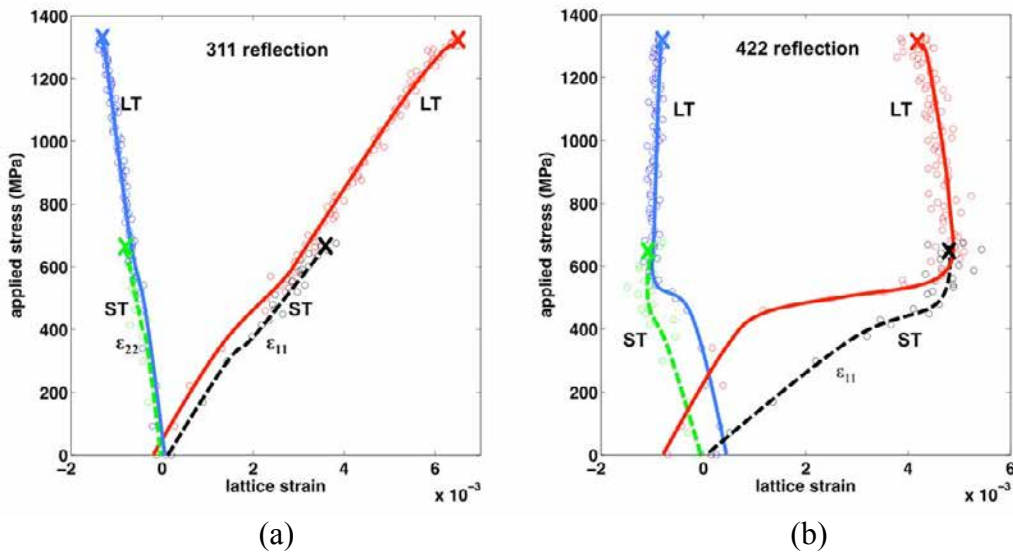 311 reflection
1400
1200
1000
800
600
400
200
0
applied stress (MPa)
LT
LT
ST
ST
ε22
ε11
−2
0
2
4
6
lattice strain
x 10⁻³
(a)
422 reflection
1400
1200
1000
800
600
400
200
0
applied stress (MPa)
LT
LT
ST
ST
ε11
−2
0
2
4
6
lattice strain
x 10⁻³
(b)